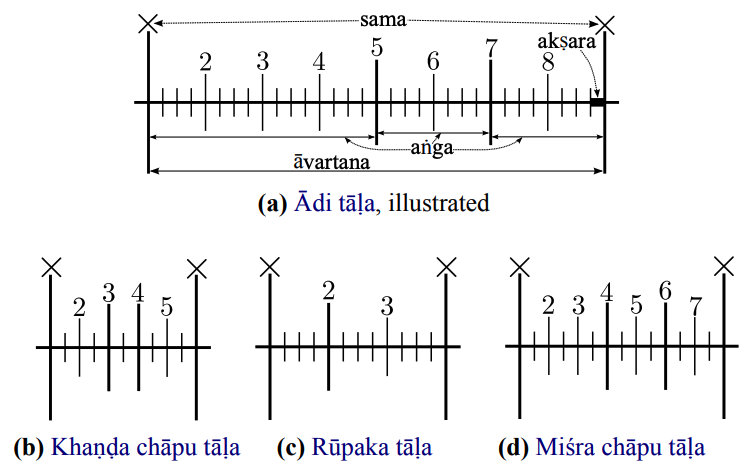 sama
akṣara
2 3 4 5 6 7 8
aṅga
āvartana
(a) Ādi tāḷa, illustrated
2 3 4 5
2 3
2 3 4 5 6 7
(b) Khaṇḍa chāpu tāḷa (c) Rūpaka tāḷa (d) Miśra chāpu tāḷa